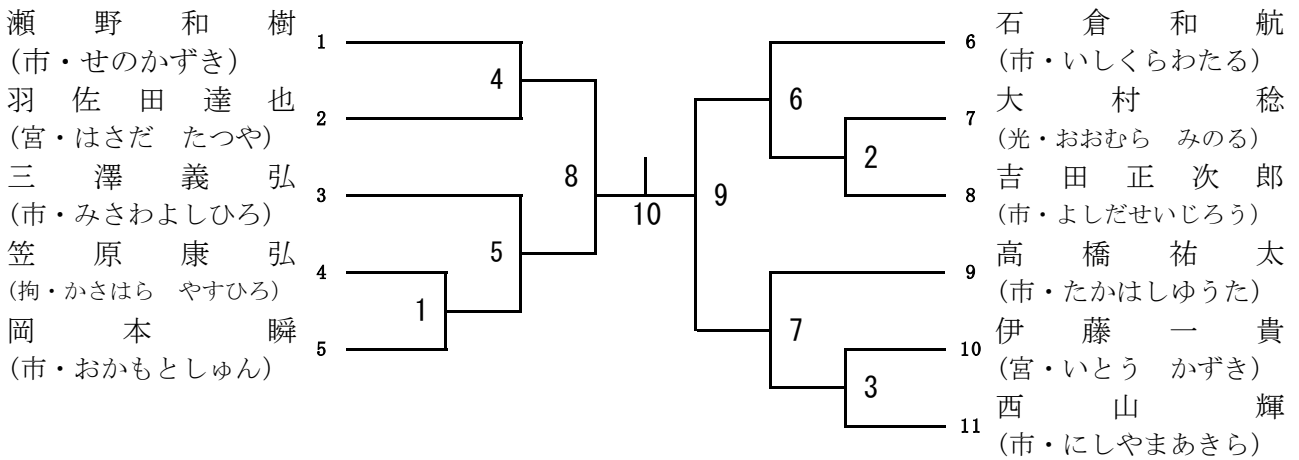 瀬野和樹
(市・せのかずき)
1
羽佐田達也
(宮・はさだ　たつや)
2
三澤義弘
(市・みさわよしひろ)
3
笠原康弘
(拘・かさはら　やすひろ)
4
岡本瞬
(市・おかもとしゅん)
5
4
8
5
1
10
9
6
2
7
3
6
石倉和航
(市・いしくらわたる)
7
大村稔
(光・おおむら　みのる)
8
吉田正次郎
(市・よしだせいじろう)
9
高橋祐太
(市・たかはしゆうた)
10
伊藤一貴
(宮・いとう　かずき)
11
西山輝
(市・にしやまあきら)